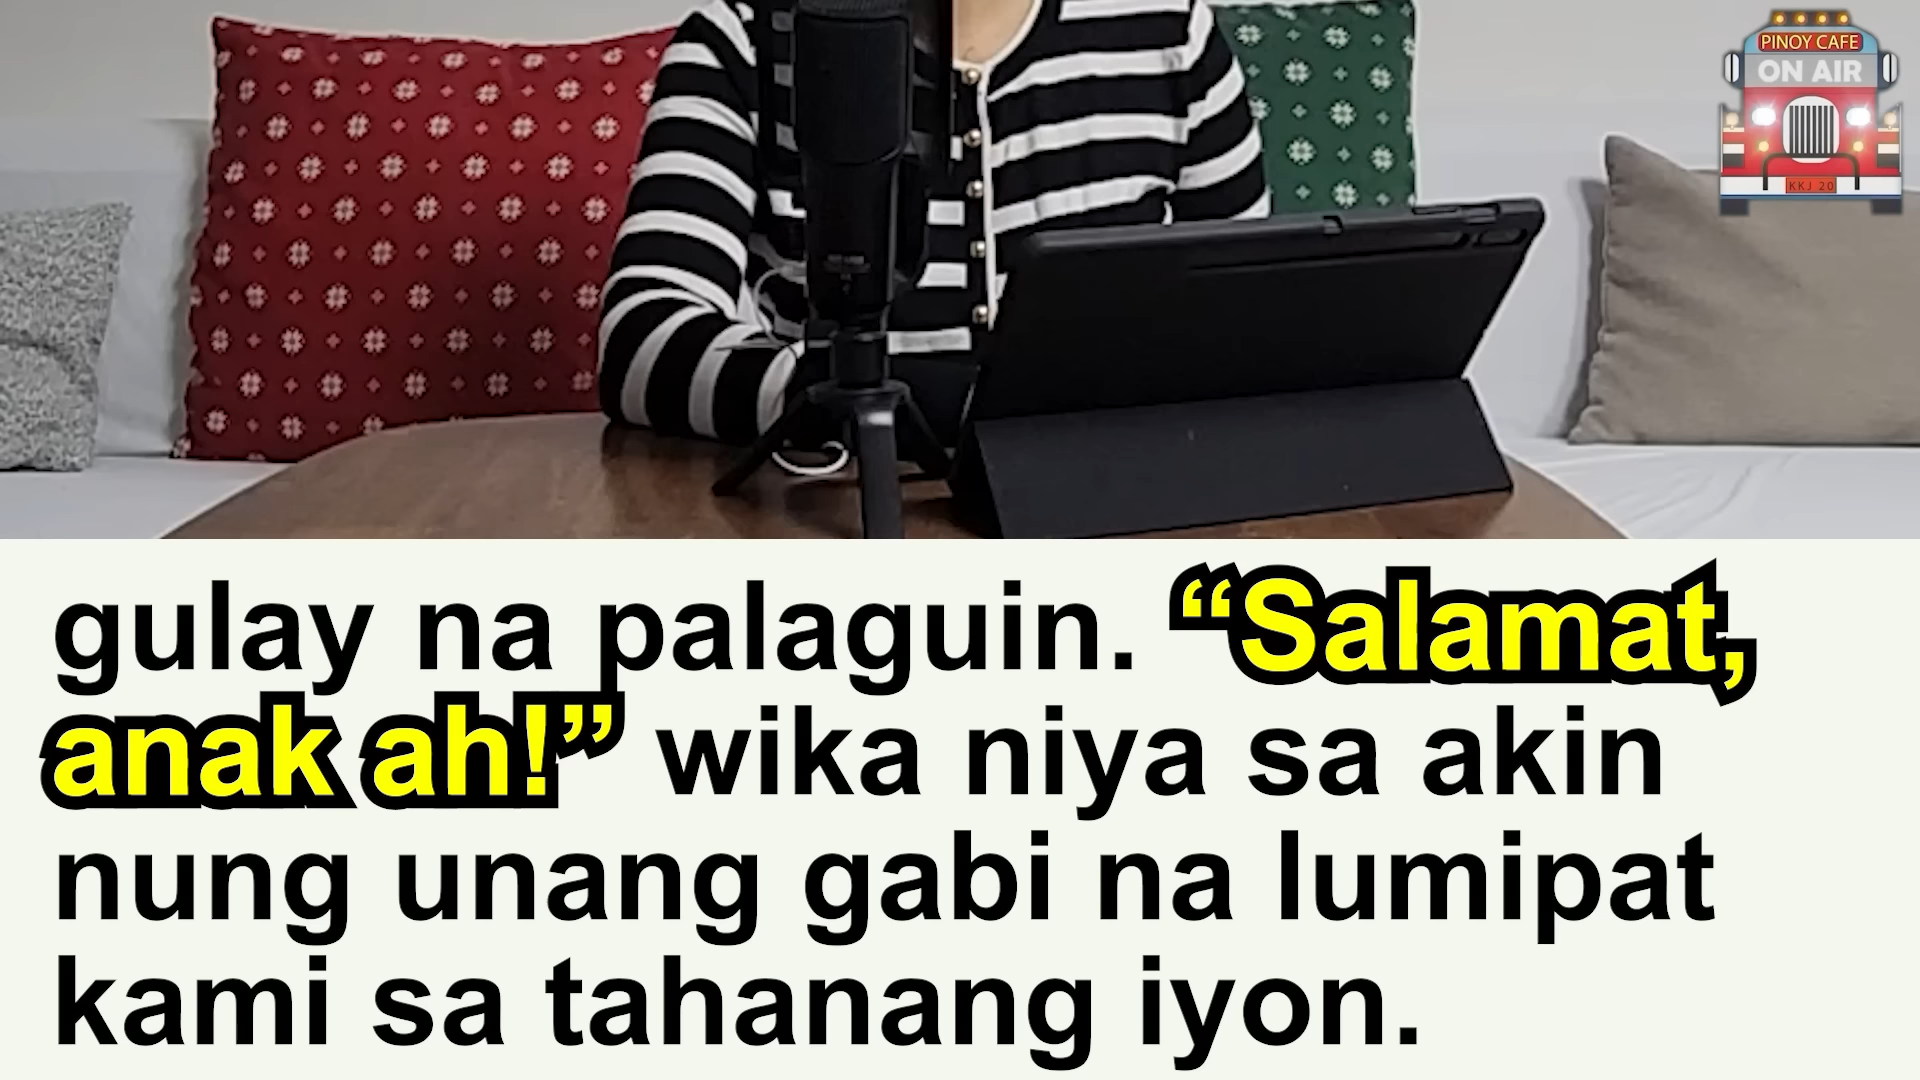 PINOY CAFE
ON AIR
KKJ 20
gulay na palaguin. “Salamat,
anak ah!” wika niya sa akin
nung unang gabi na lumipat
kami sa tahanang iyon.